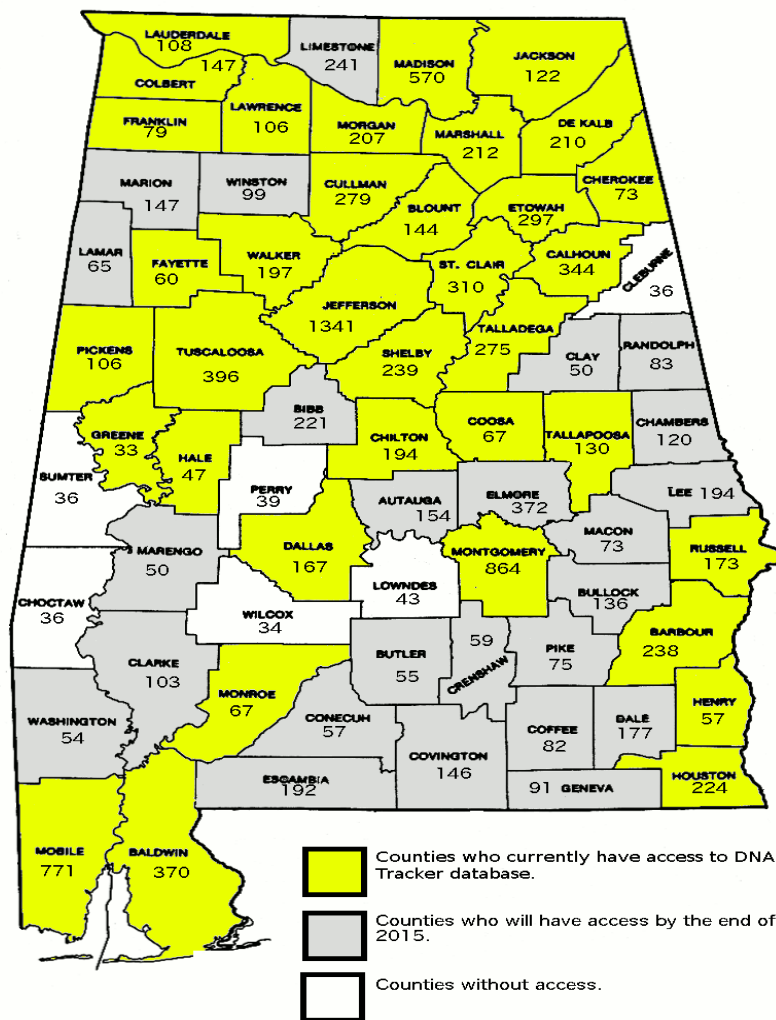 LAUDERDALE
108
LIMESTONE
241
MADISON
570
JACKSON
122
147
COLBERT
LAWRENCE
106
FRANKLIN
79
MORGAN
207
MARSHALL
212
DE KALB
210
CHEROKEE
73
MARION
147
WINSTON
99
CULLMAN
279
BLOUNT
144
ETOWAH
297
LAMAR
65
FAYETTE
60
WALKER
197
ST. CLAIR
310
CALHOUN
344
CLEBURNE
36
JEFFERSON
1341
PICKENS
106
TUSCALOOSA
396
SHELBY
239
TALLADEGA
275
CLAY
50
RANDOLPH
83
BIBB
221
GREENE
33
HALE
47
CHILTON
194
COOSA
67
TALLAPOOSA
130
CHAMBERS
120
SUMTER
36
PERRY
39
AUTAUGA
154
ELMORE
372
LEE 194
MARENGO
50
DALLAS
167
MONTGOMERY
864
MACON
73
RUSSELL
173
CHOCTAW
36
LOWNDES
43
BULLOCK
136
WILCOX
34
CLARKE
103
BUTLER
55
59
CRENSHAW
PIKE
75
BARBOUR
238
MONROE
67
WASHINGTON
54
CONECUH
57
COVINGTON
146
COFFEE
82
DALE
177
HENRY
57
ESCAMBIA
192
91 GENEVA
HOUSTON
224
MOBILE
771
BALDWIN
370
Counties who currently have access to DNA
Tracker database.
Counties who will have access by the end of
2015.
Counties without access.